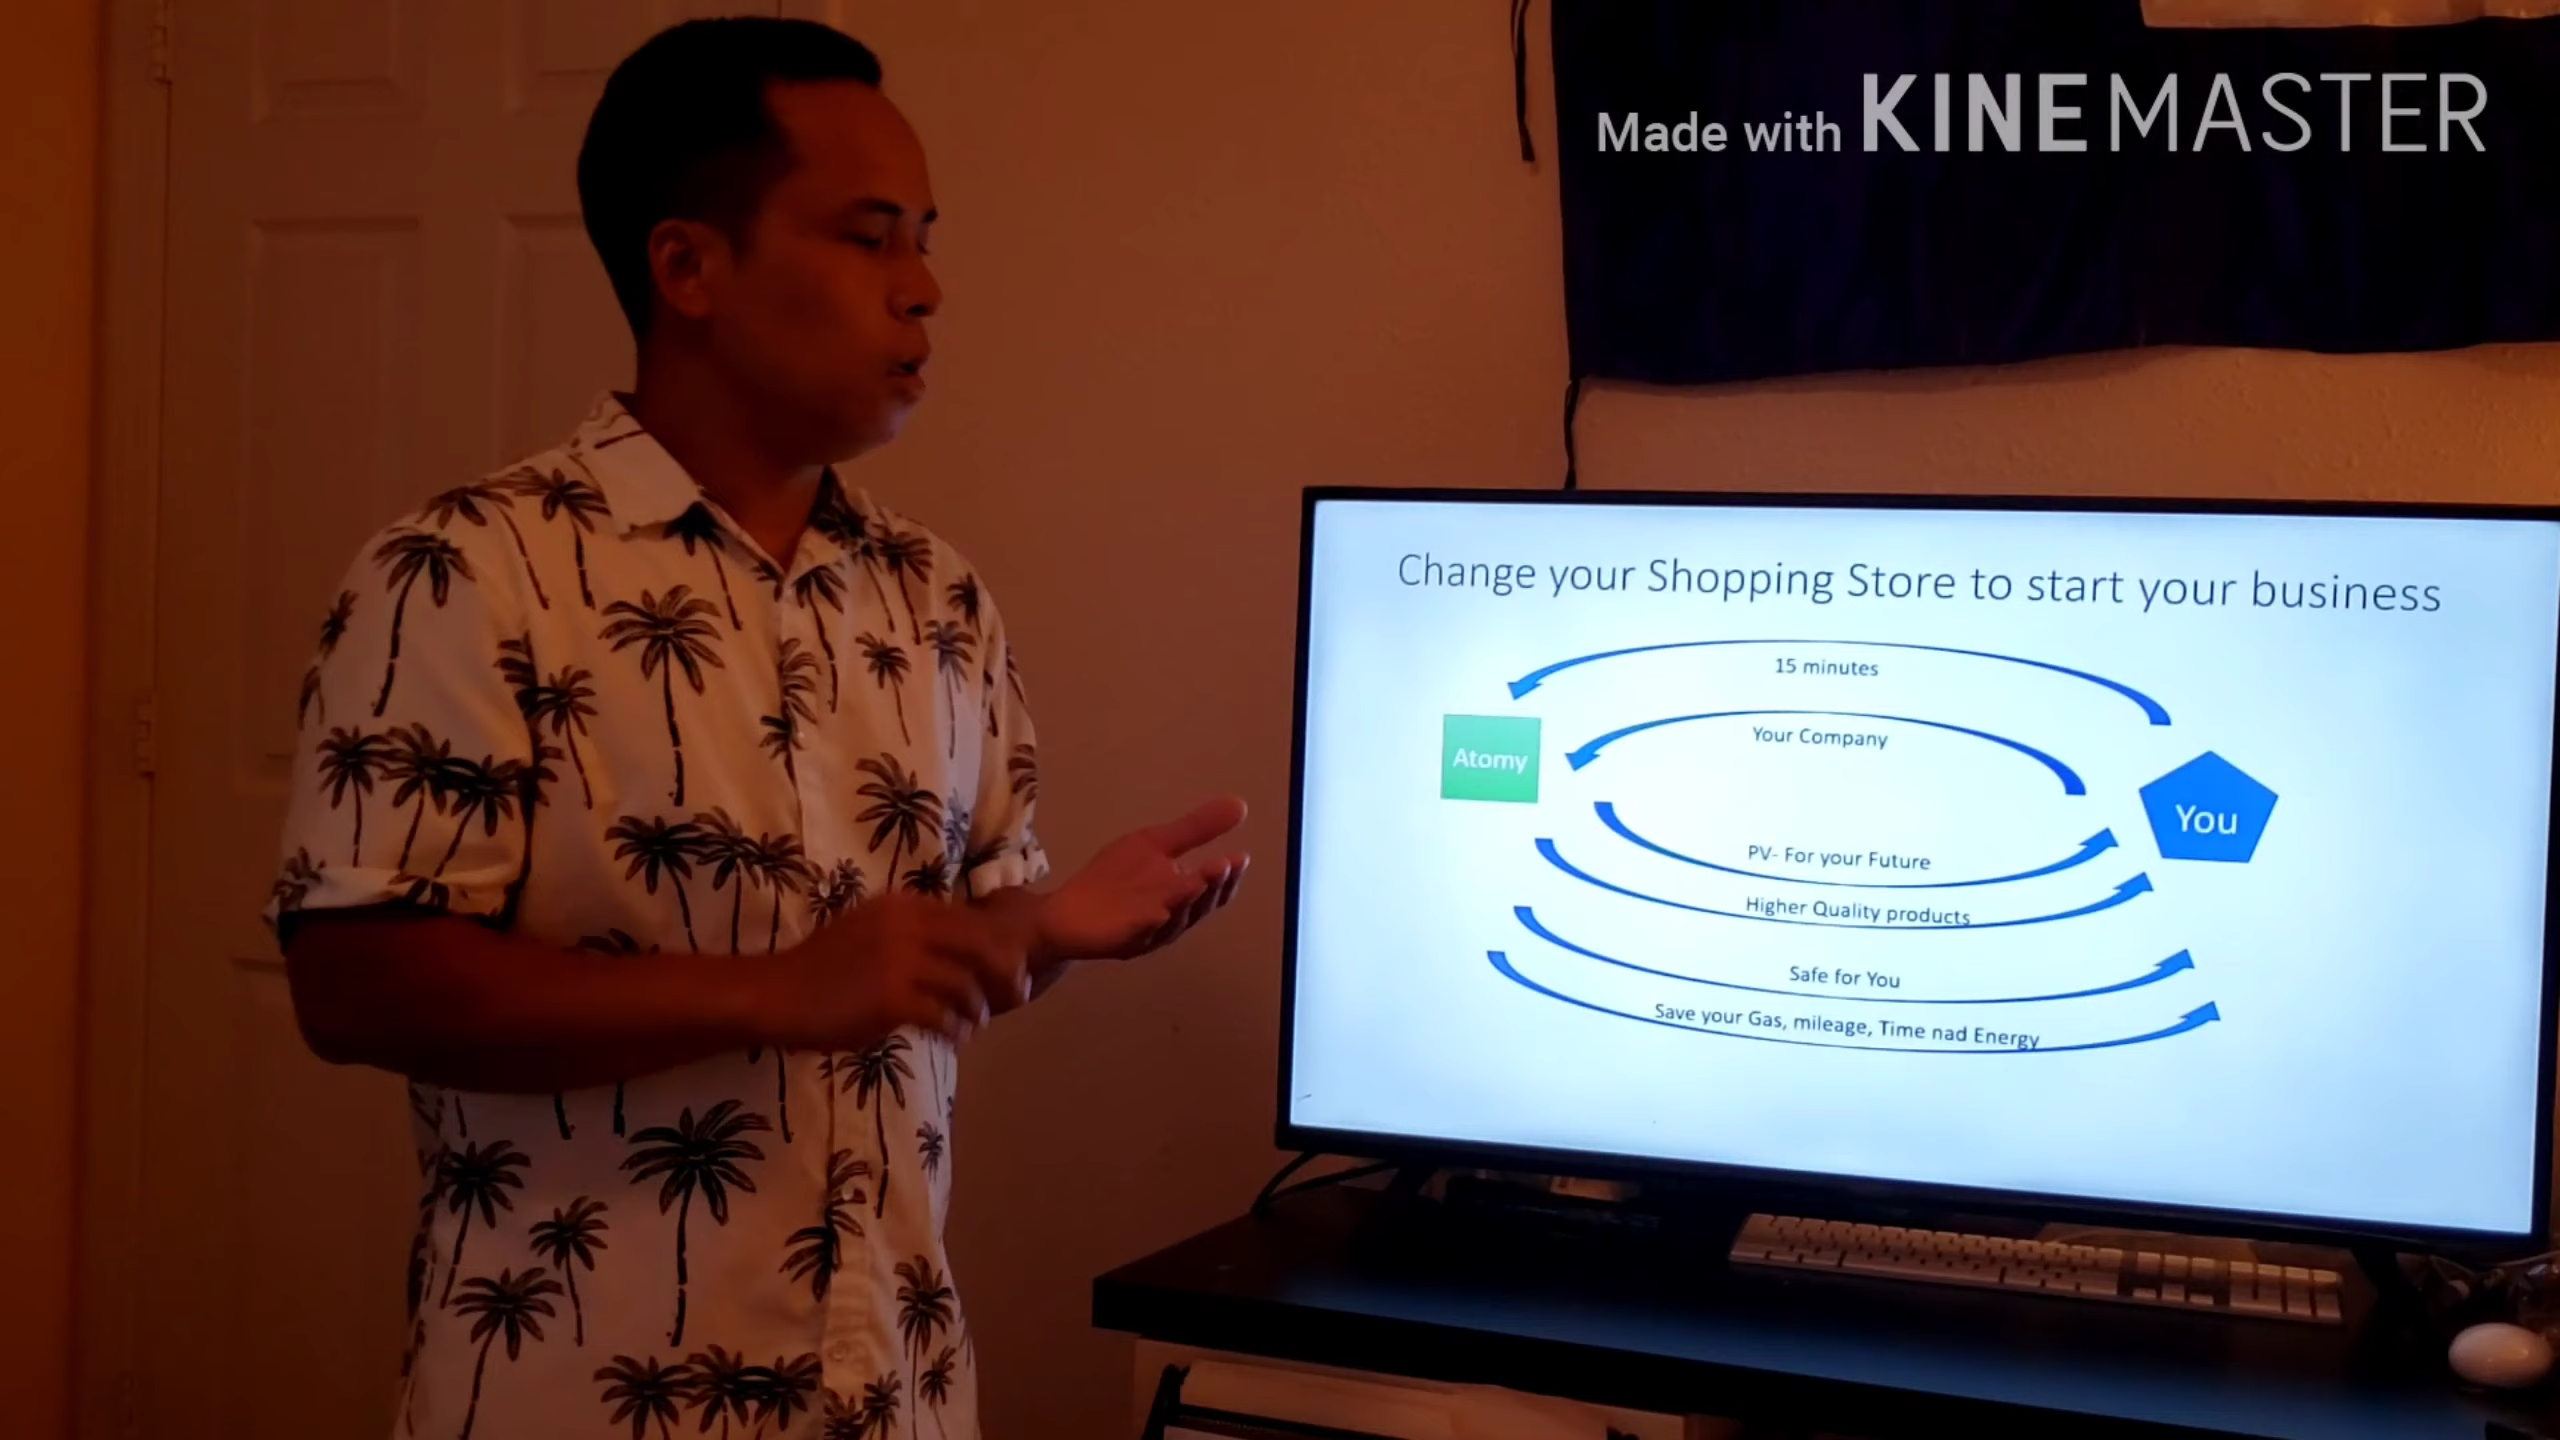 Made with KINEMASTER
Change your Shopping Store to start your business
15 minutes
Your Company
Atomy
You
PV- For your Future
Higher Quality products
Safe for You
Save your Gas, mileage, Time nad Energy